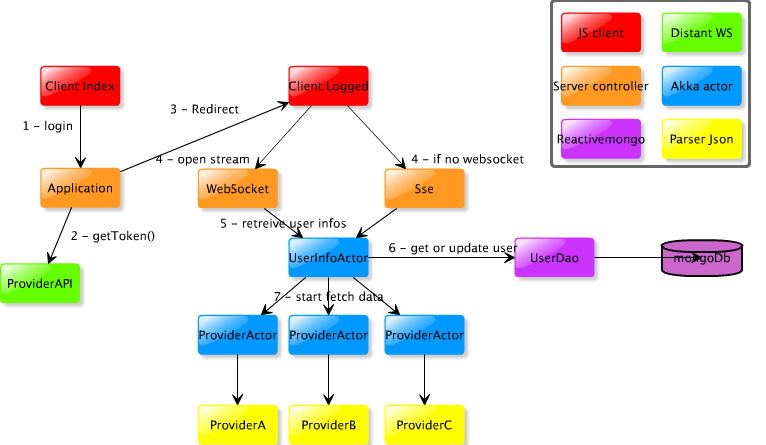 JS client
Distant WS
Client Index
Client Logged
Server controller
Akka actor
3 - Redirect
1 - login
Reactivemongo
Parser Json
4 - open stream
4 - if no websocket
Application
WebSocket
Sse
5 - retreive user infos
2 - getToken()
6 - get or update user
UserInfoActor
UserDao
mongoDb
ProviderAPI
7 - start fetch data
ProviderActor
ProviderActor
ProviderActor
ProviderA
ProviderB
ProviderC